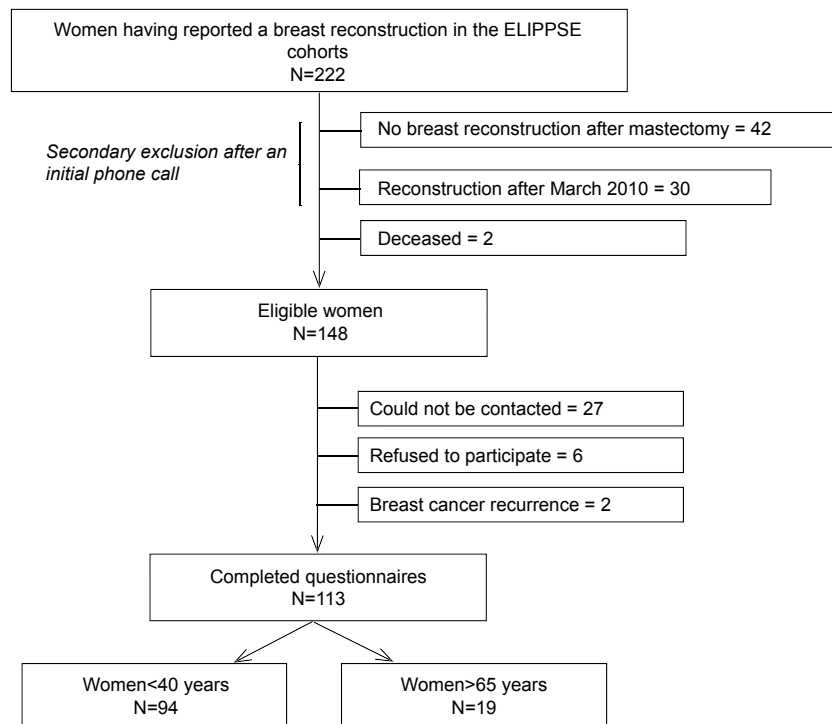 Women having reported a breast reconstruction in the ELIPPSE
cohorts
N=222
No breast reconstruction after mastectomy = 42
Secondary exclusion after an
initial phone call
Reconstruction after March 2010 = 30
Deceased = 2
Eligible women
N=148
Could not be contacted = 27
Refused to participate = 6
Breast cancer recurrence = 2
Completed questionnaires
N=113
Women<40 years
N=94
Women>65 years
N=19